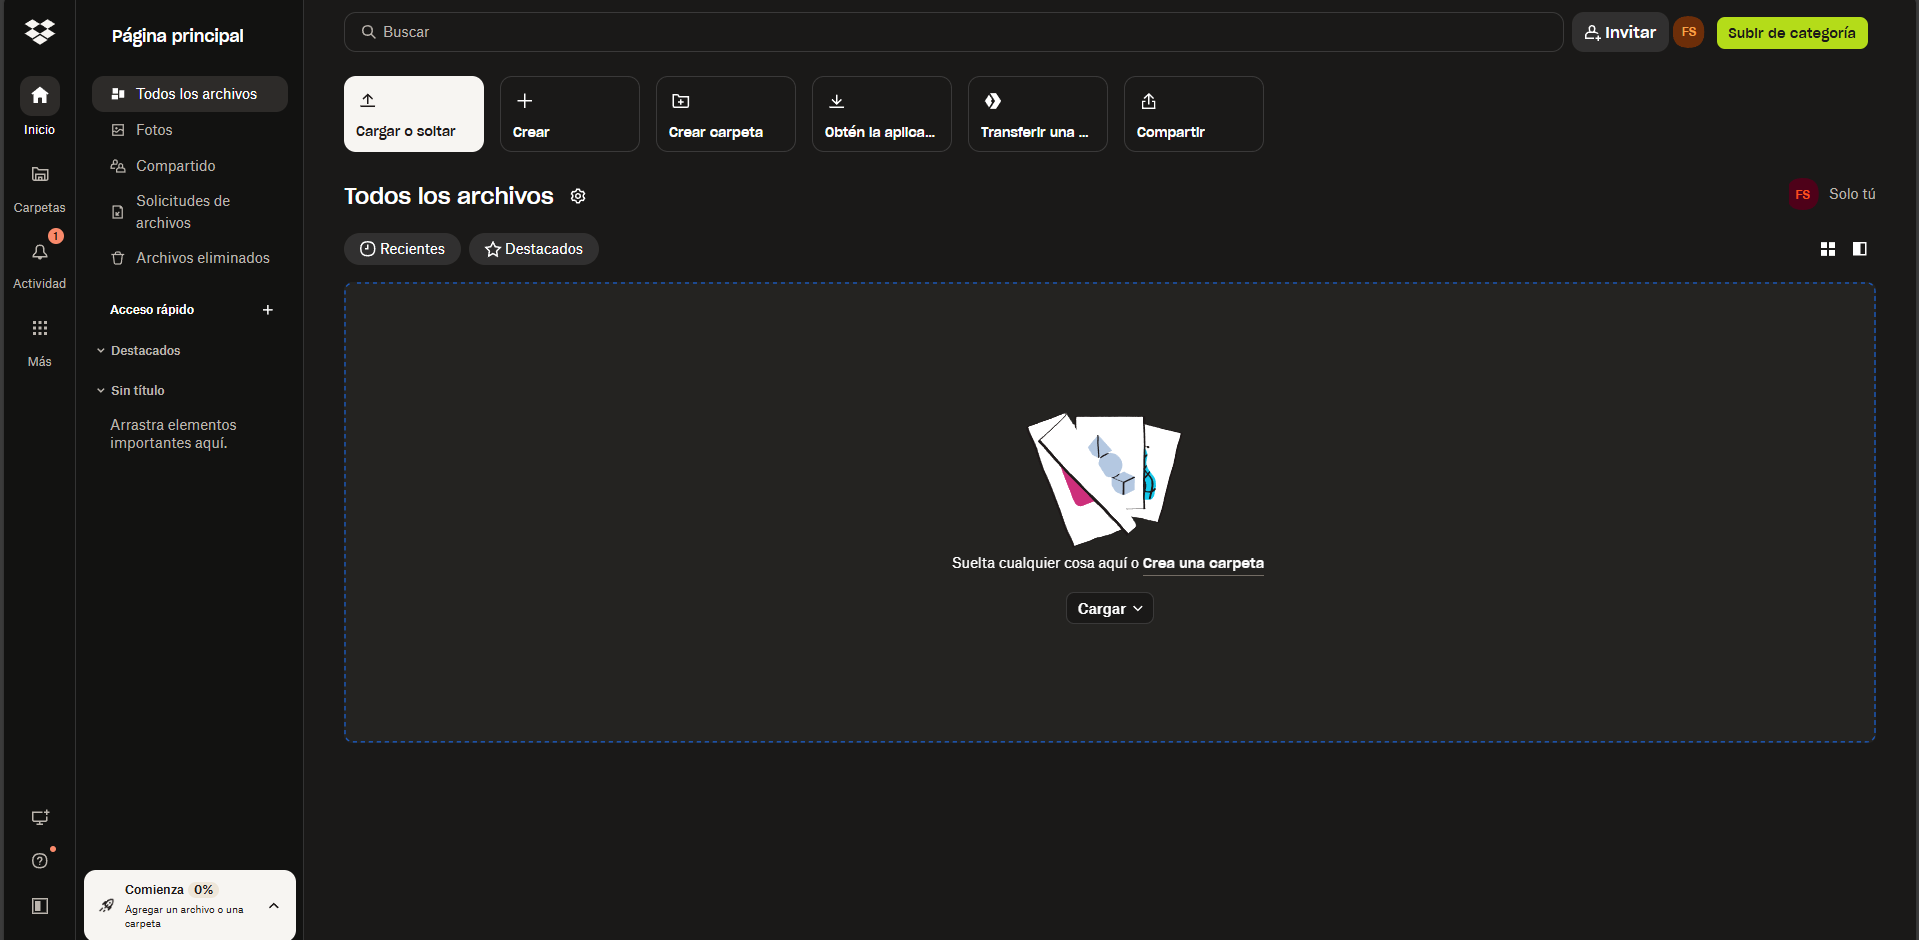 Inicio
Carpetas
1
Actividad
Más
Página principal
Todos los archivos
Fotos
Compartido
Solicitudes de
archivos
Archivos eliminados
Acceso rápido
Destacados
Sin título
Arrastra elementos
importantes aquí.
Comienza 0%
Agregar un archivo o una
carpeta
Buscar
Invitar
FS
Subir de categoría
Cargar o soltar
Crear
Crear carpeta
Obtén la aplica...
Transferir una ...
Compartir
Todos los archivos
FS
Solo tú
Recientes
Destacados
Suelta cualquier cosa aquí o Crea una carpeta
Cargar